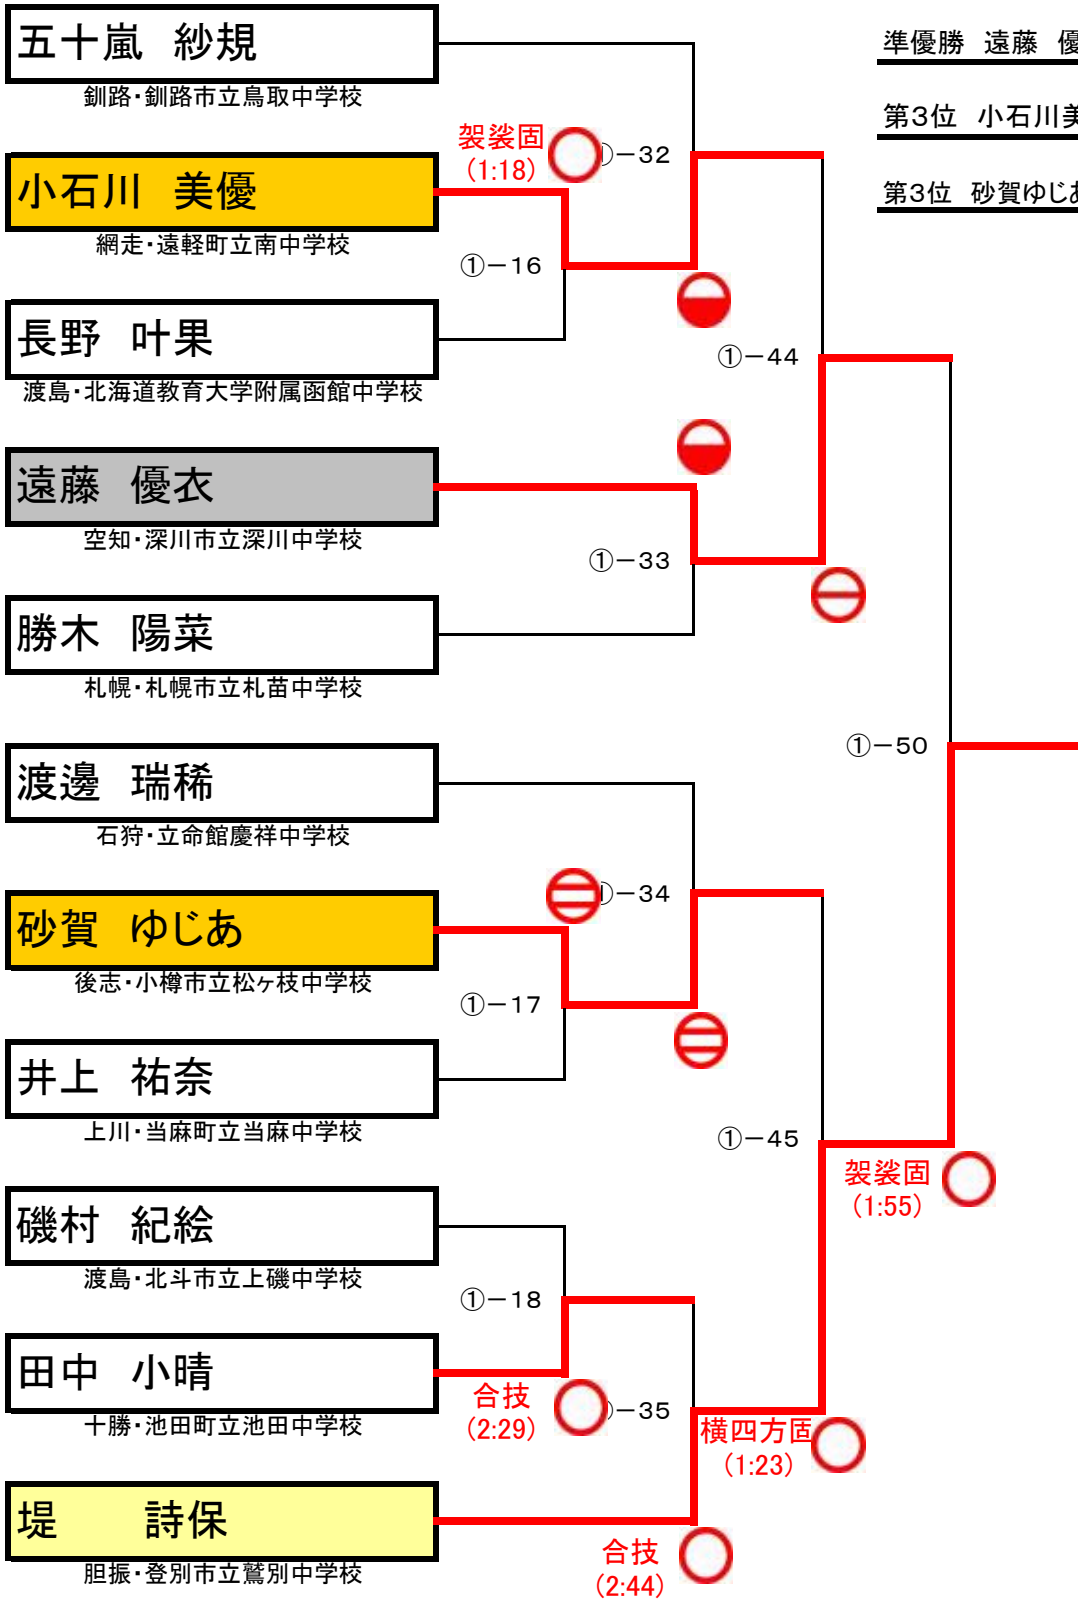 五十嵐　紗規
釧路・釧路市立鳥取中学校
小石川　美優
網走・遠軽町立南中学校
長野　叶果
渡島・北海道教育大学附属函館中学校
遠藤　優衣
空知・深川市立深川中学校
勝木　陽菜
札幌・札幌市立札苗中学校
渡邊　瑞稀
石狩・立命館慶祥中学校
砂賀　ゆじあ
後志・小樽市立松ヶ枝中学校
井上　祐奈
上川・当麻町立当麻中学校
磯村　紀絵
渡島・北斗市立上磯中学校
田中　小晴
十勝・池田町立池田中学校
堤　　詩保
胆振・登別市立鷲別中学校
袈裟固
(1:18)
①－16
①－17
①－18
合技
(2:29)
－32
①－33
－34
－35
合技
(2:44)
①－44
①－45
横四方固
(1:23)
①－50
袈裟固
(1:55)
準優勝　遠藤　優
第3位　小石川美
第3位　砂賀ゆじあ